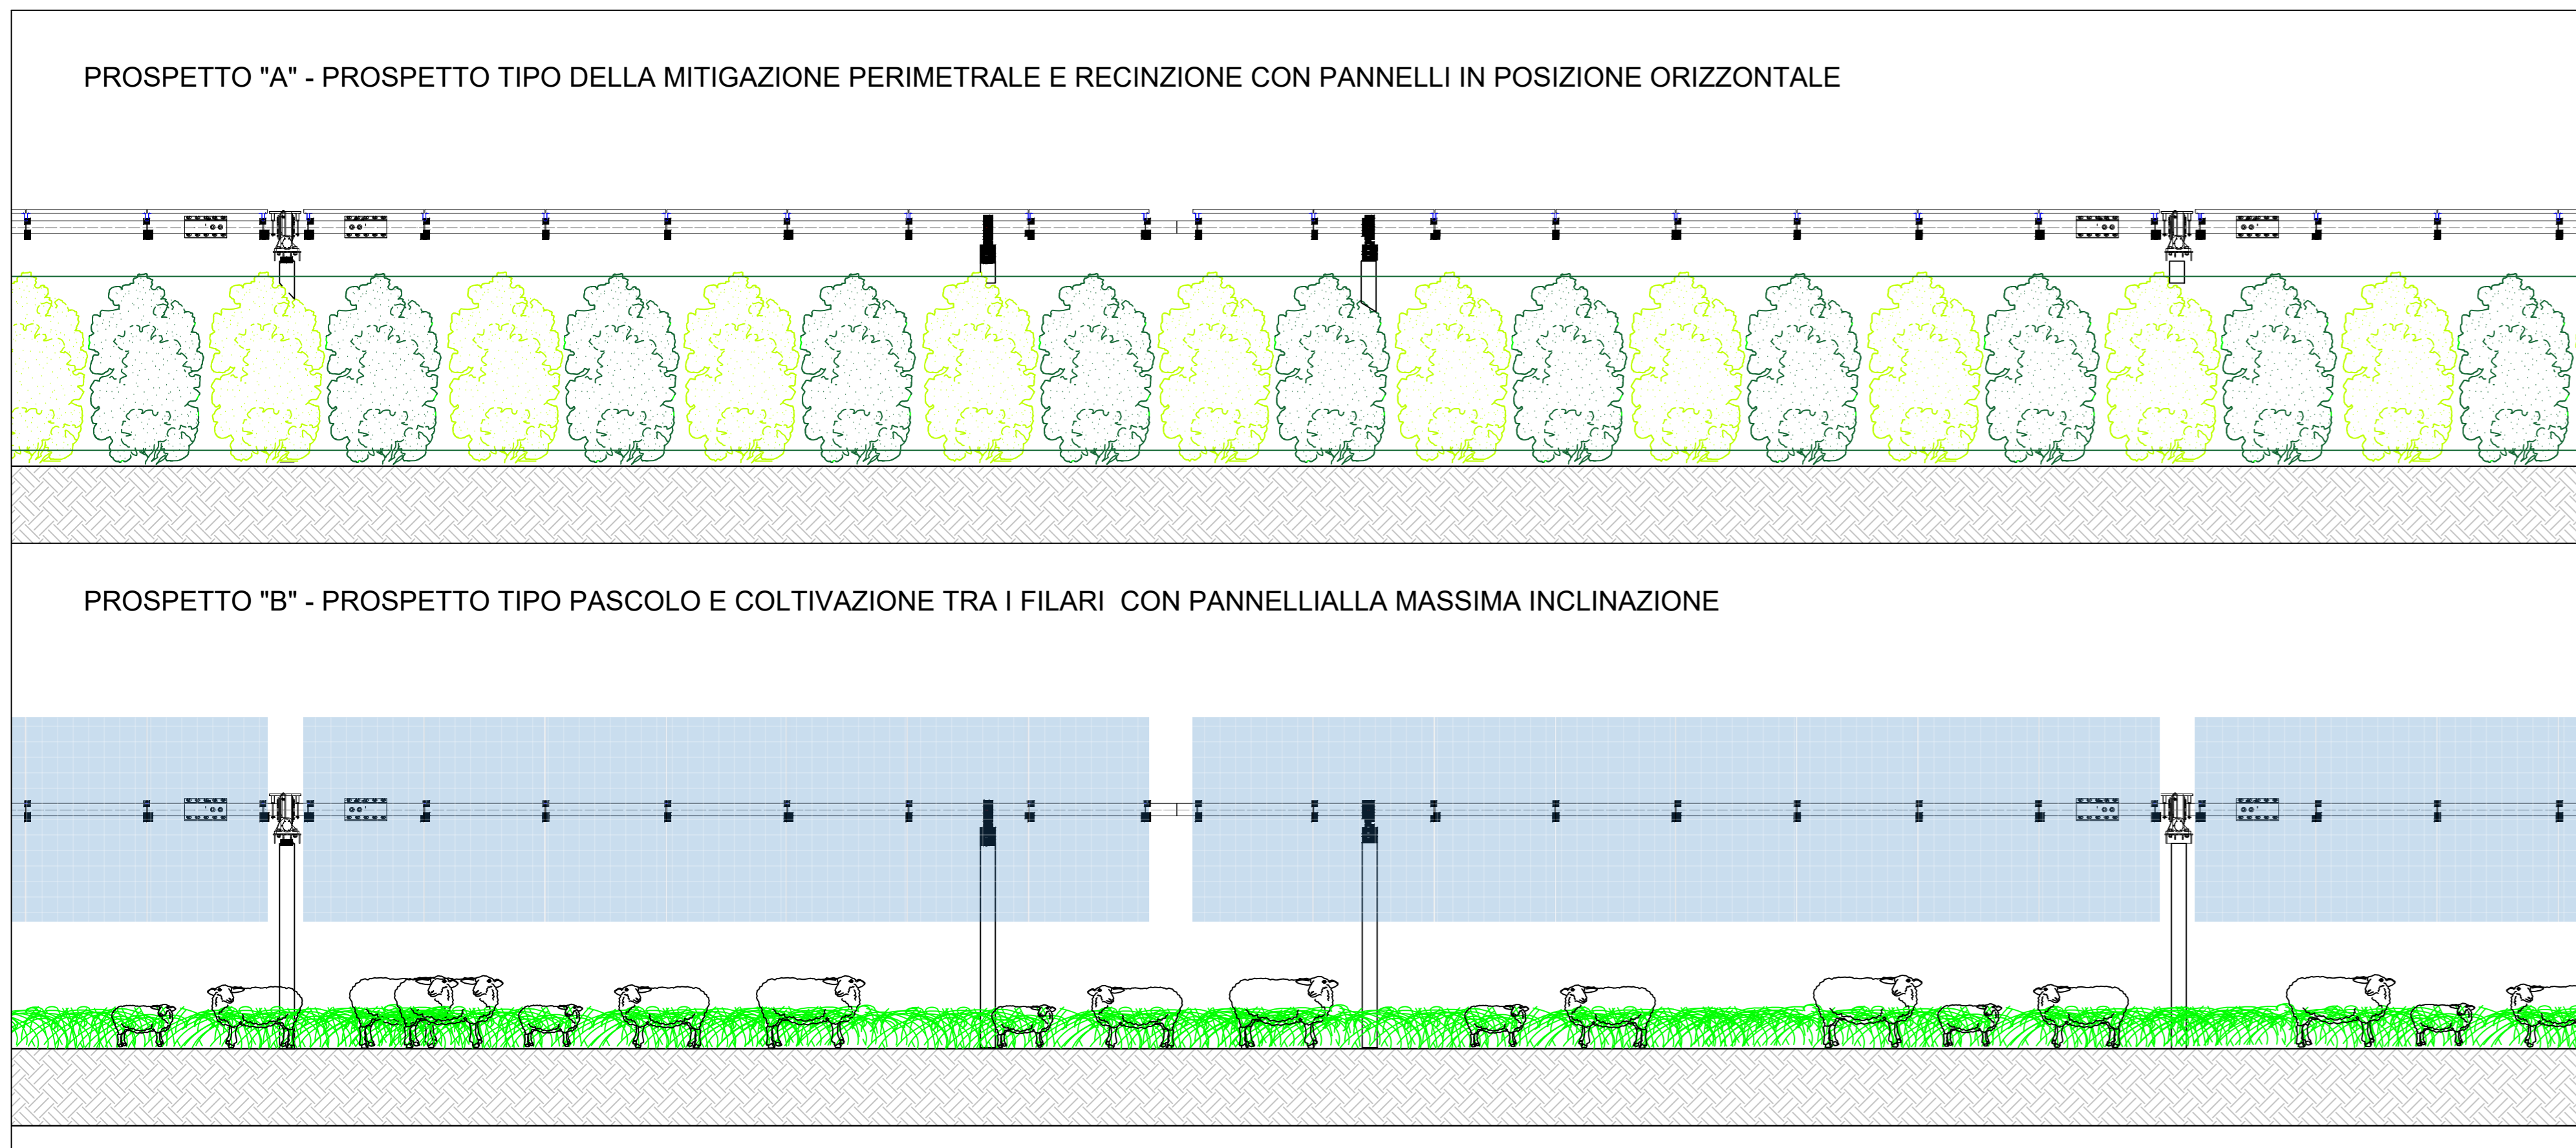 PROSPETTO "A" - PROSPETTO TIPO DELLA MITIGAZIONE PERIMETRALE E RECINZIONE CON PANNELLI IN POSIZIONE ORIZZONTALE
PROSPETTO "B" - PROSPETTO TIPO PASCOLO E COLTIVAZIONE TRA I FILARI  CON PANNELLIALLA MASSIMA INCLINAZIONE